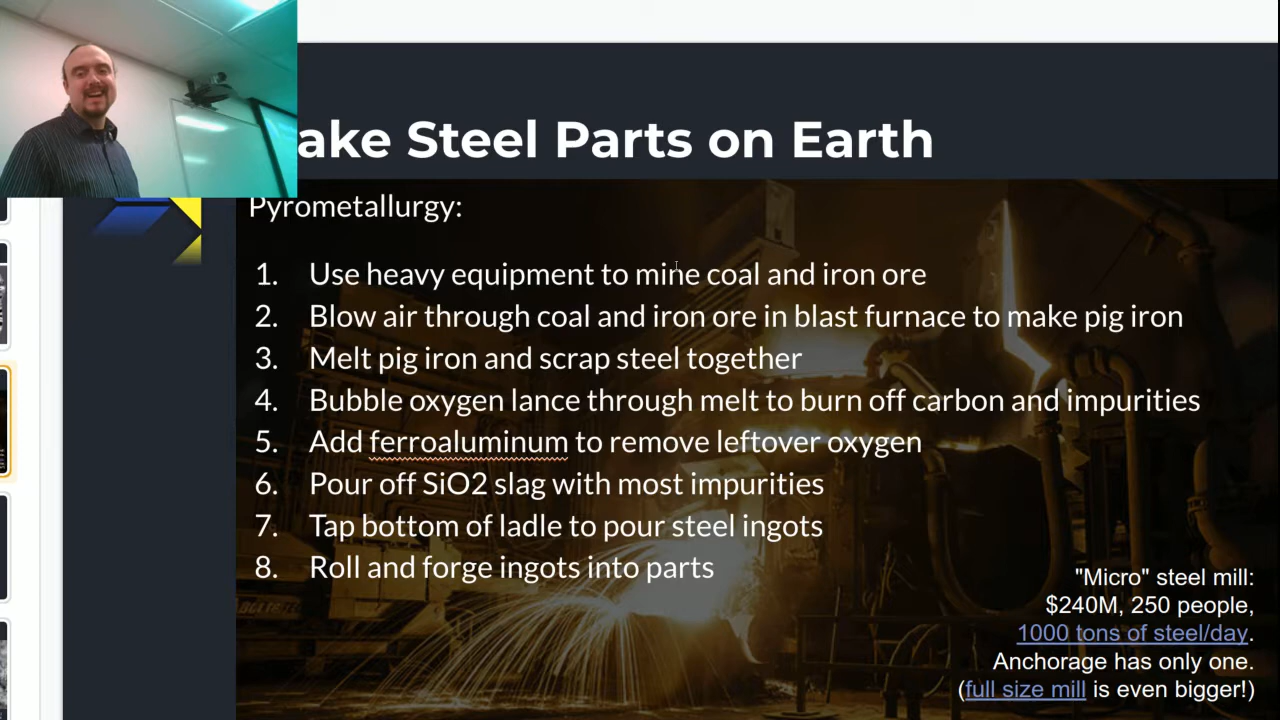 ake Steel Parts on Earth
Pyrometallurgy:
1. Use heavy equipment to mine coal and iron ore
2. Blow air through coal and iron ore in blast furnace to make pig iron
3. Melt pig iron and scrap steel together
4. Bubble oxygen lance through melt to burn off carbon and impurities
5. Add ferroaluminum to remove leftover oxygen
6. Pour off SiO2 slag with most impurities
7. Tap bottom of ladle to pour steel ingots
8. Roll and forge ingots into parts
"Micro" steel mill:
$240M, 250 people,
1000 tons of steel/day.
Anchorage has only one.
(full size mill is even bigger!)